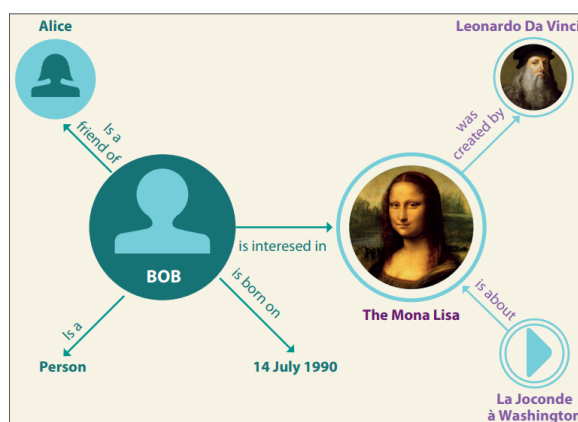 Alice
Leonardo Da Vinci
Is a
friend of
was
created by
is interesed in
BOB
is born on
is about
The Mona Lisa
Is a
Person
14 July 1990
La Joconde
à Washington